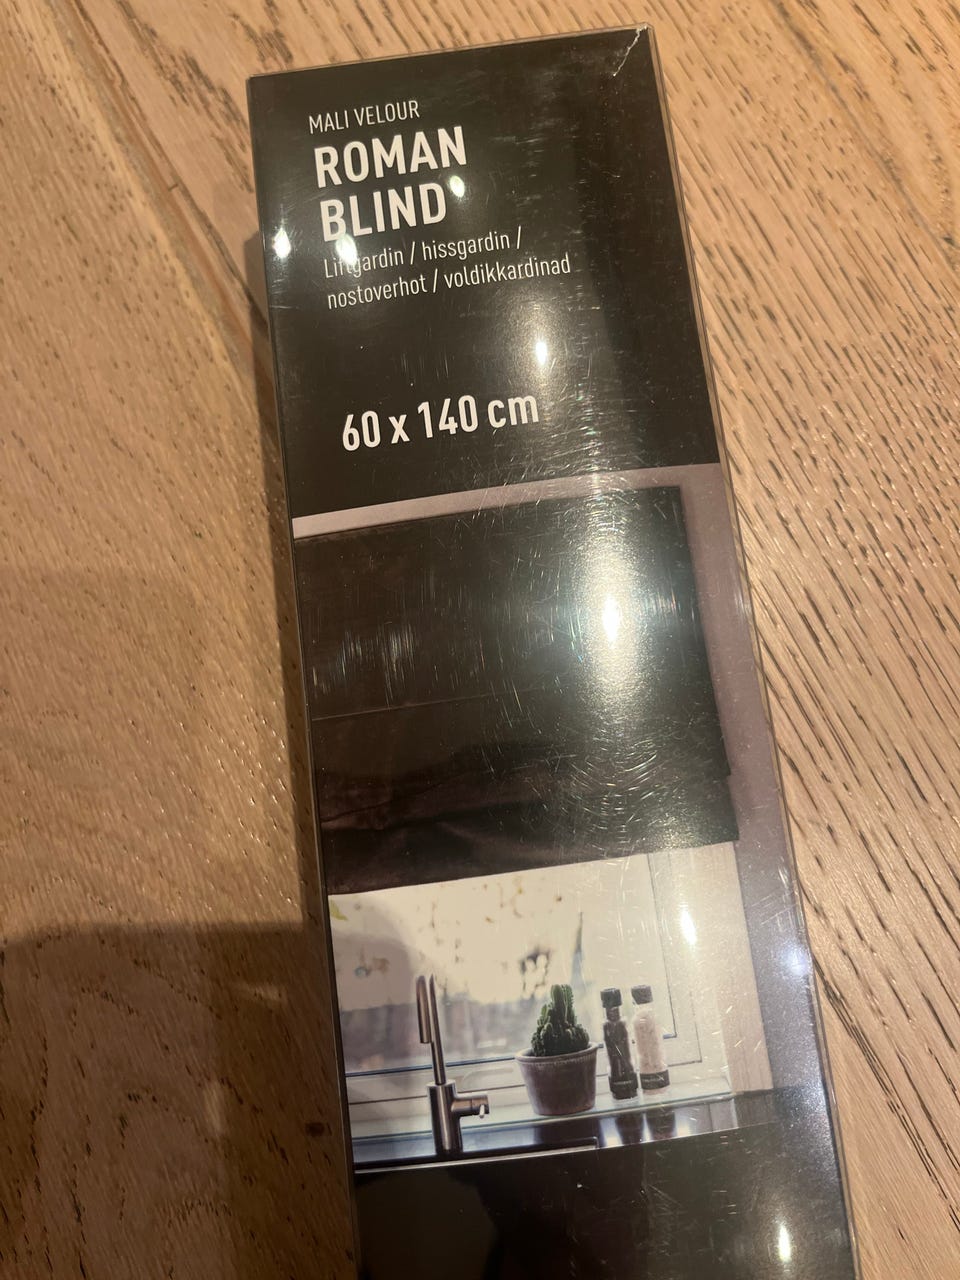 MALI VELOUR
ROMAN
BLIND
Liftgardin / hissgardin /
nostoverhot / voldikkardinad
60 x 140 cm